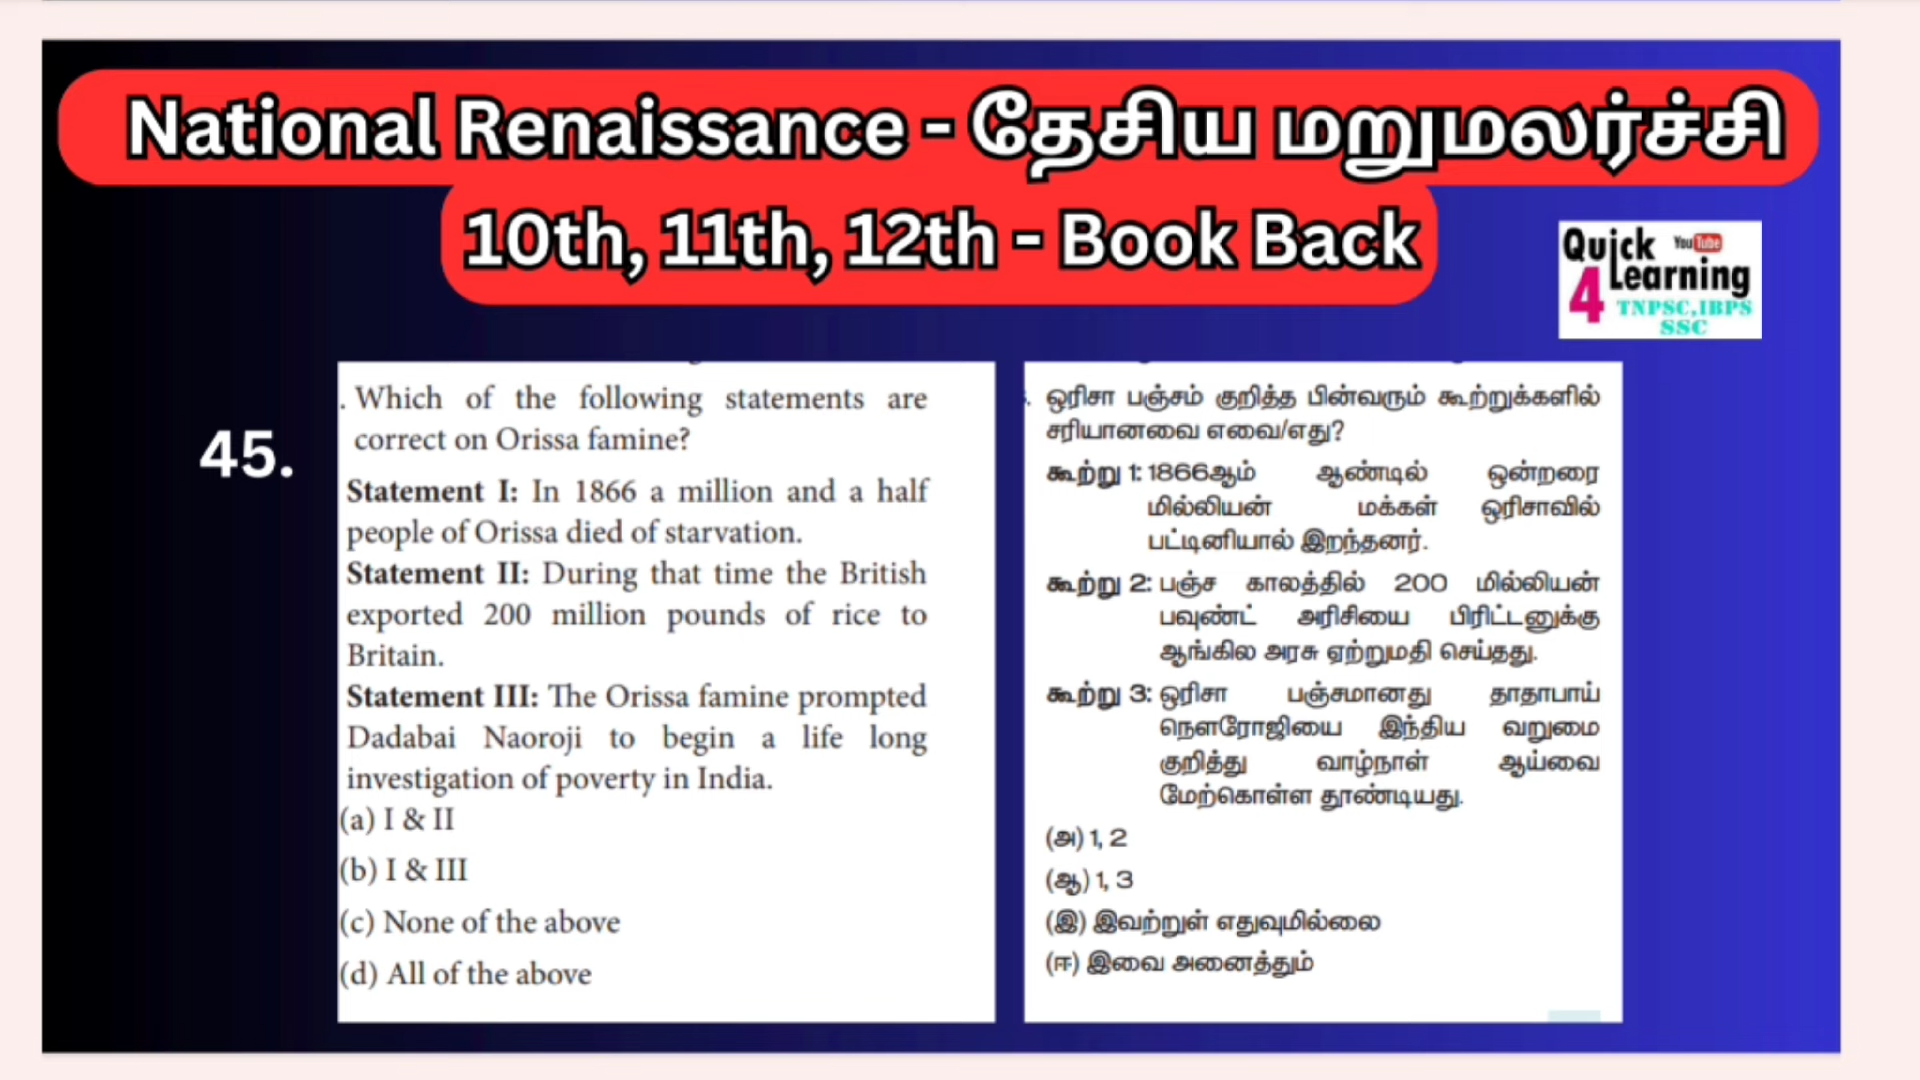 National Renaissance - தேசிய மறுமலர்ச்சி
10th, 11th, 12th - Book Back
Quick YouTube
4 Learning
TNPSC,IBPS
SSC
45.
. Which of the following statements are
correct on Orissa famine?
Statement I: In 1866 a million and a half
people of Orissa died of starvation.
Statement II: During that time the British
exported 200 million pounds of rice to
Britain.
Statement III: The Orissa famine prompted
Dadabai Naoroji to begin a life long
investigation of poverty in India.
(a) I & II
(b) I & III
(c) None of the above
(d) All of the above
ஒரிசா பஞ்சம் குறித்த பின்வரும் கூற்றுக்களில்
சரியானவை எவை/எது?
கூற்று 1: 1866ஆம் ஆண்டில் ஒன்றரை
மில்லியன் மக்கள் ஒரிசாவில்
பட்டினியால் இறந்தனர்.
கூற்று 2: பஞ்ச காலத்தில் 200 மில்லியன்
பவுண்ட் அரிசியை பிரிட்டனுக்கு
ஆங்கில அரசு ஏற்றுமதி செய்தது.
கூற்று 3: ஒரிசா பஞ்சமானது தாதாபாய்
நௌரோஜியை இந்திய வறுமை
குறித்து வாழ்நாள் ஆய்வை
மேற்கொள்ள தூண்டியது.
(அ) 1, 2
(ஆ) 1, 3
(இ) இவற்றுள் எதுவுமில்லை
(ஈ) இவை அனைத்தும்